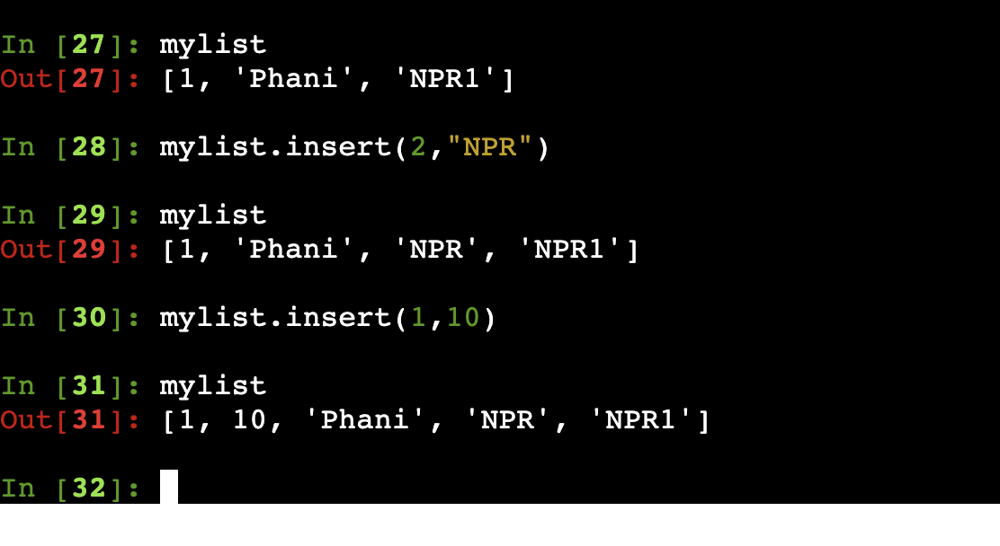 In [27]: mylist
Out[27]: [1, 'Phani', 'NPR1']
In [28]: mylist.insert(2,"NPR")
In [29]: mylist
Out[29]: [1, 'Phani', 'NPR', 'NPR1']
In [30]: mylist.insert(1,10)
In [31]: mylist
Out[31]: [1, 10, 'Phani', 'NPR', 'NPR1']
In [32]: